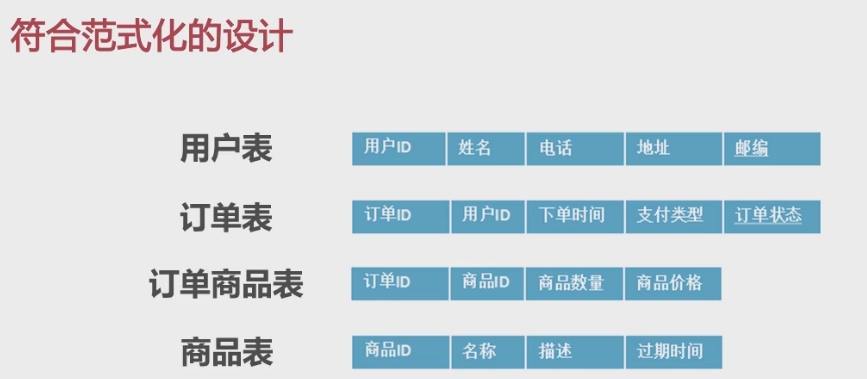 符合范式化的设计
用户表 用户ID 姓名 电话 地址 邮编
订单表 订单ID 用户ID 下单时间 支付类型 订单状态
订单商品表 订单ID 商品ID 商品数量 商品价格
商品表 商品ID 名称 描述 过期时间